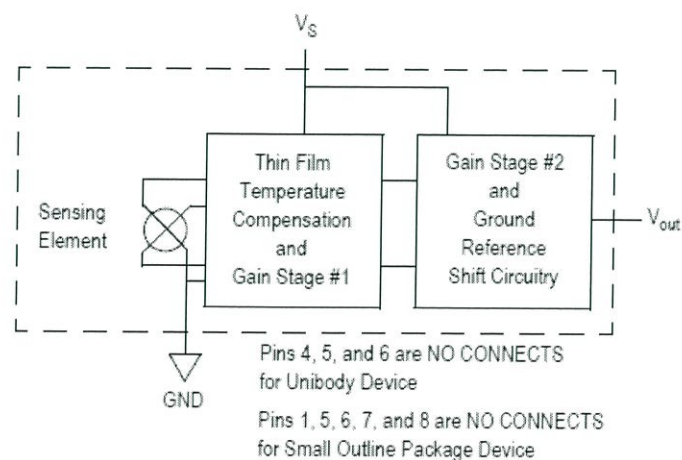 VS
Thin Film
Temperature
Compensation
and
Gain Stage #1
Gain Stage #2
and
Ground
Reference
Shift Circuitry
Sensing
Element
Vout
GND
Pins 4, 5, and 6 are NO CONNECTS
for Unibody Device
Pins 1, 5, 6, 7, and 8 are NO CONNECTS
for Small Outline Package Device